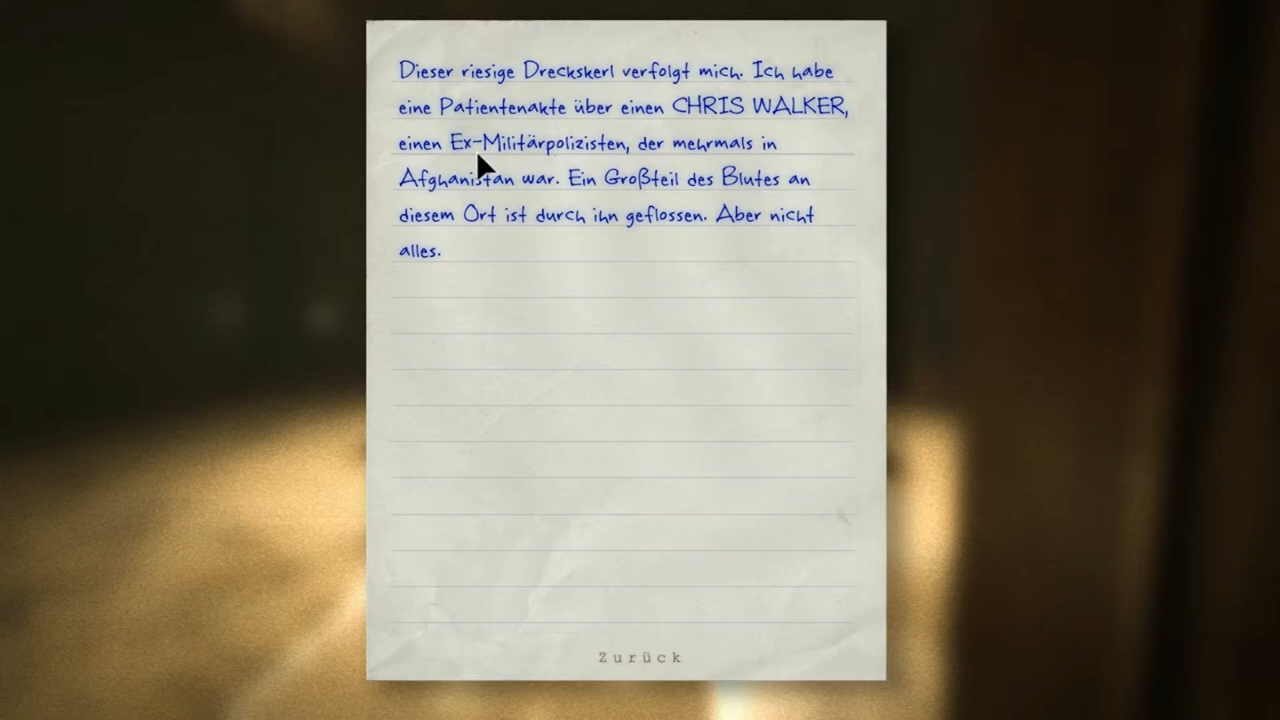 Dieser riesige Dreckskerl verfolgt mich. Ich habe
eine Patientenakte über einen CHRIS WALKER,
einen Ex-Militärpolizisten, der mehrmals in
Afghanistan war. Ein Großteil des Blutes an
diesem Ort ist durch ihn geflossen. Aber nicht
alles.
Zurück